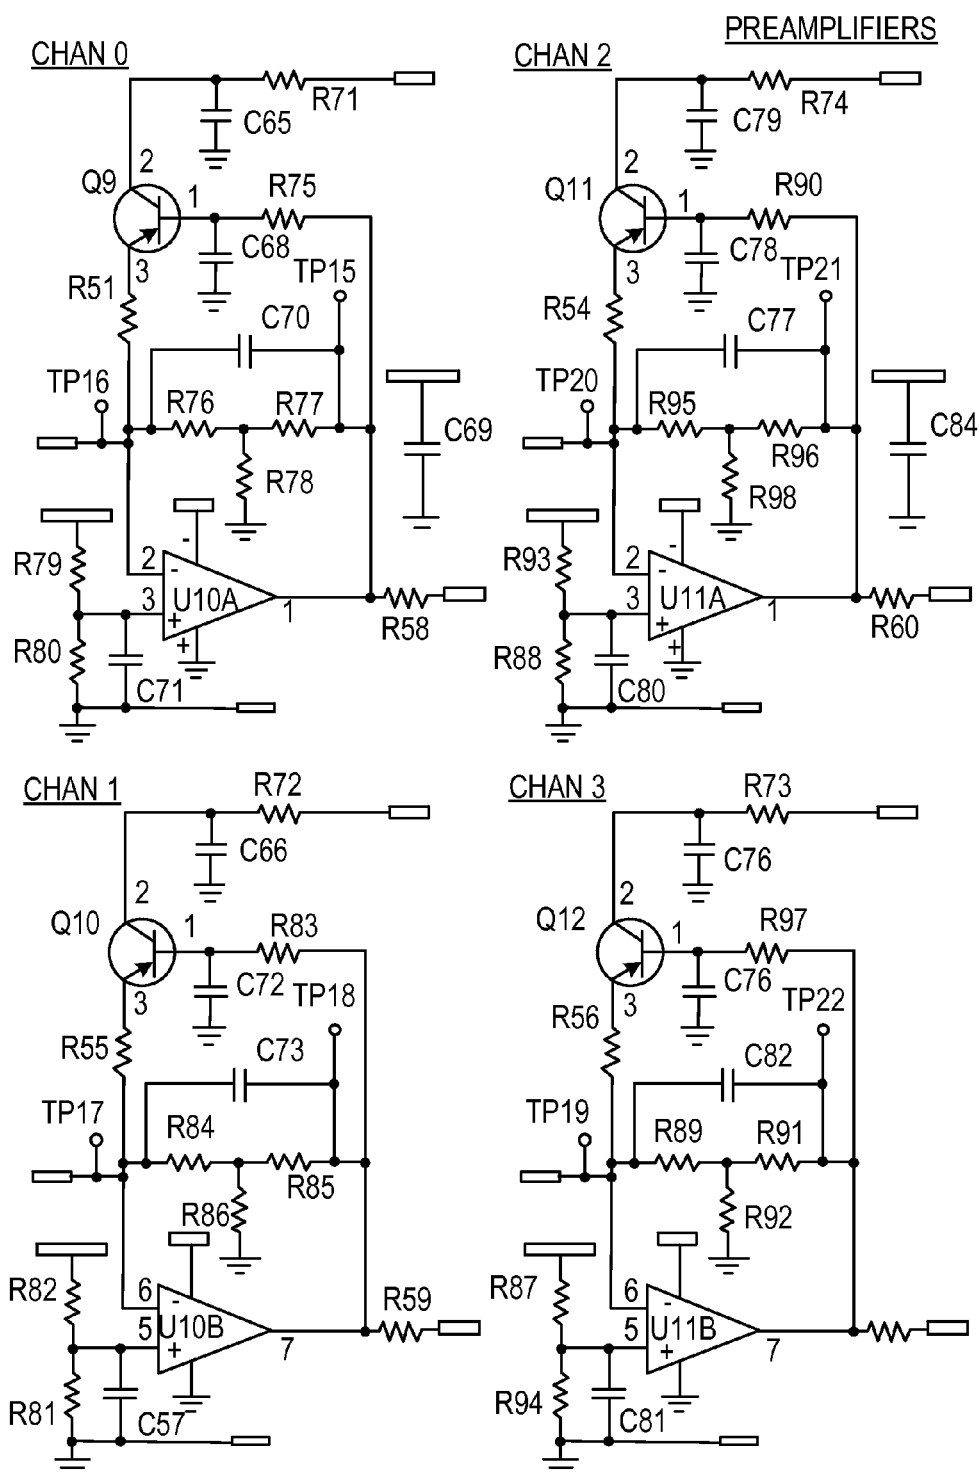 PREAMPLIFIERS
CHAN 0
R71
C65
2
Q9
1
R75
C68
3
TP15
R51
C70
TP16
R76
R77
C69
R78
-
R79
2
-
3
U10A
+
1
R80
+
R58
C71
CHAN 2
R74
C79
2
Q11
1
R90
C78
TP21
3
R54
C77
TP20
R95
R96
C84
R98
-
R93
2
-
3
U11A
+
1
R88
+
R60
C80
CHAN 1
R72
C66
2
Q10
1
R83
C72
TP18
3
R55
C73
TP17
R84
R85
R86
R82
6
-
5
U10B
+
7
R59
R81
C57
CHAN 3
R73
C76
2
Q12
1
R97
C76
TP22
3
R56
C82
TP19
R89
R91
R92
R87
6
-
5
U11B
+
7
R94
C81